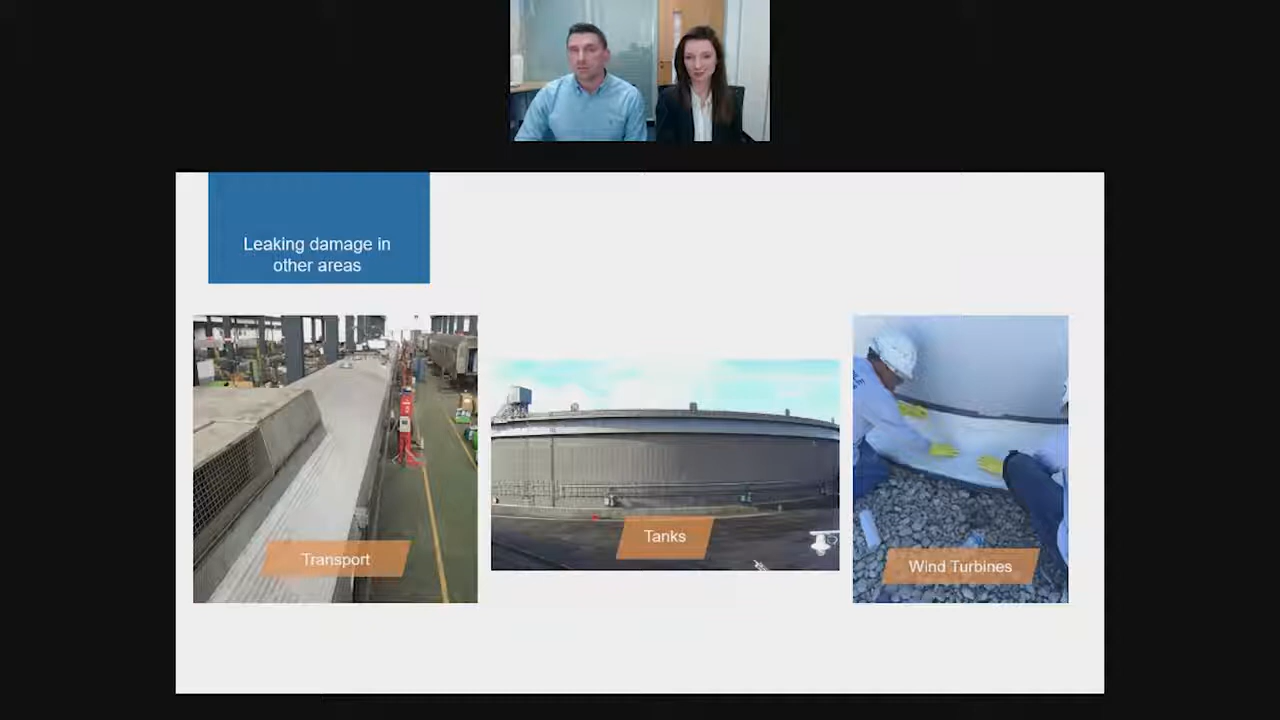 Leaking damage in
other areas
Transport
Tanks
Wind Turbines